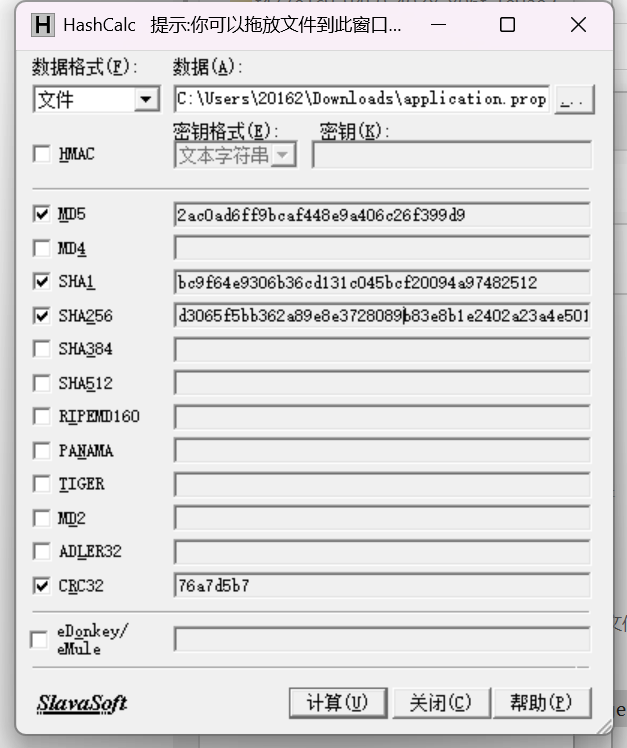 HashCalc 提示:你可以拖放文件到此窗口...
数据格式(F): 数据(A):
文件 C:\Users\20162\Downloads\application.prop ...
密钥格式(E): 密钥(K):
HMAC 文本字符串
MD5 2ac0ad6ff9bcaf448e9a406c26f399d9
MD4
SHA1 bc9f64e9306b36cd131c045bcf20094a97482512
SHA256 d3065f5bb362a89e8e3728089b83e8b1e2402a23a4e501
SHA384
SHA512
RIPEMD160
PANAMA
TIGER
MD2
ADLER32
CRC32 76a7d5b7
eDonkey/
eMule
SlavaSoft 计算(U) 关闭(C) 帮助(P)